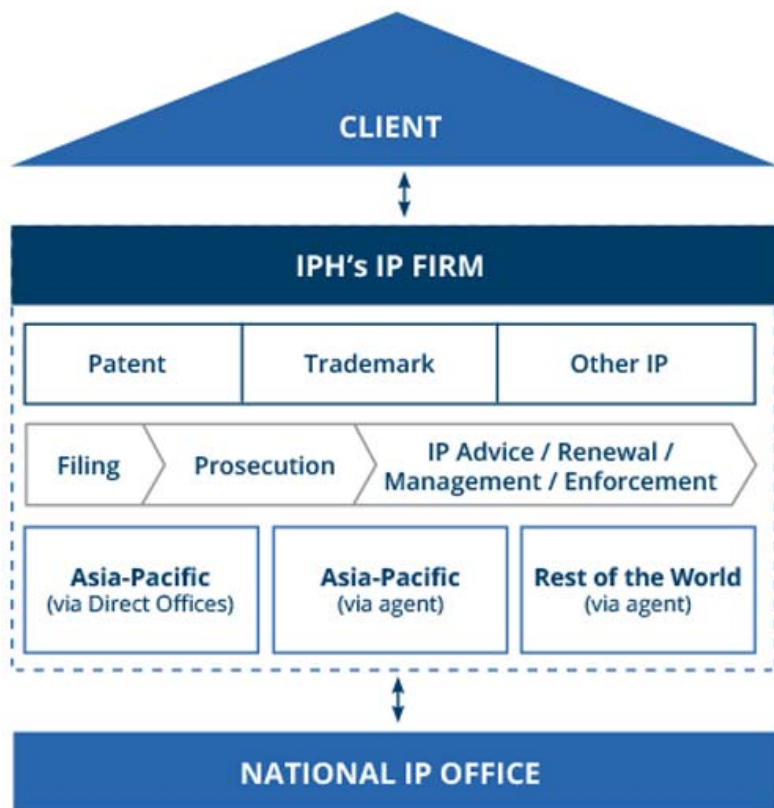 CLIENT
IPH's IP FIRM
Patent
Trademark
Other IP
Filing
Prosecution
IP Advice / Renewal /
Management / Enforcement
Asia-Pacific
(via Direct Offices)
Asia-Pacific
(via agent)
Rest of the World
(via agent)
NATIONAL IP OFFICE